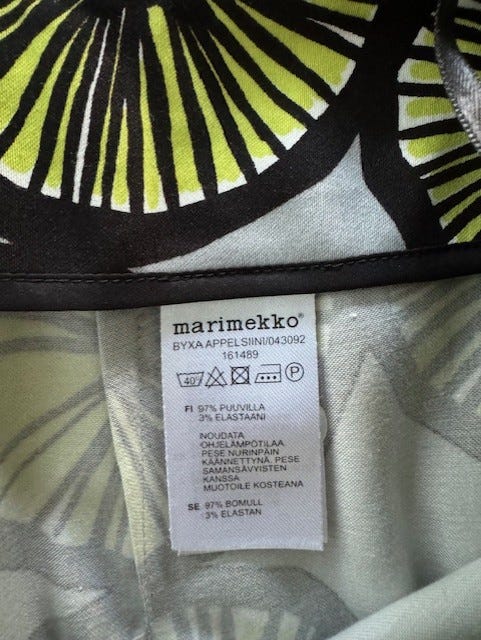 marimekko®
BYXA APPELSIINI/043092
161489
40° P
FI 97% PUUVILLA
3% ELASTAANI
NOUDATA
OHJELÄMPÖTILAA
PESE NURINPÄIN
KÄÄNNETTYNÄ. PESE
SAMANSÄVYISTEN
KANSSA
MUOTOILE KOSTEANA
SE 97% BOMULL
3% ELASTAN